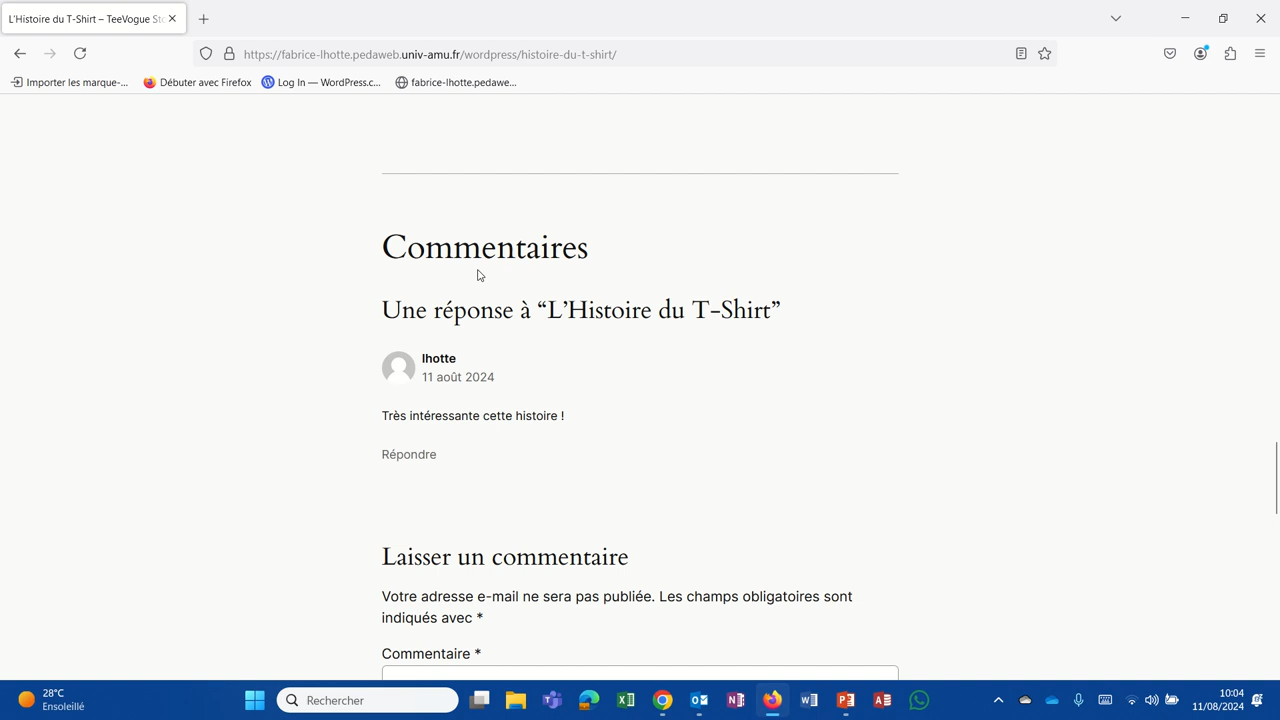 L'Histoire du T-Shirt – TeeVogue Sto
https://fabrice-lhotte.pedaweb.univ-amu.fr/wordpress/histoire-du-t-shirt/
Importer les marque-... Débuter avec Firefox Log In — WordPress.c... fabrice-lhotte.pedawe...
Commentaires
Une réponse à “L’Histoire du T-Shirt”
lhotte
11 août 2024
Très intéressante cette histoire !
Répondre
Laisser un commentaire
Votre adresse e-mail ne sera pas publiée. Les champs obligatoires sont
indiqués avec *
Commentaire *
28°C
Ensoleillé
Rechercher
10:04
11/08/2024